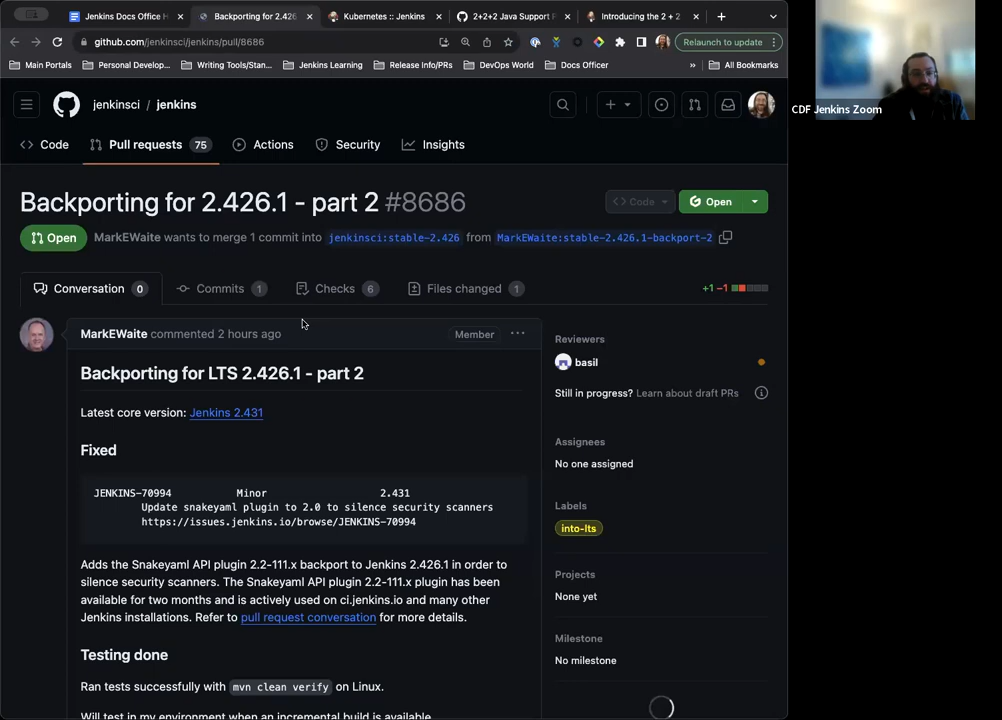 Jenkins Docs Office H
Backporting for 2.426
Kubernetes :: Jenkins
2+2+2 Java Support P
Introducing the 2 + 2
github.com/jenkinsci/jenkins/pull/8686
Relaunch to update
Main Portals
Personal Develop...
Writing Tools/Stan...
Jenkins Learning
Release Info/PRs
DevOps World
Docs Officer
»
All Bookmarks
CDF Jenkins Zoom
jenkinsci / jenkins
Code
Pull requests 75
Actions
Security
Insights
Backporting for 2.426.1 - part 2 #8686
Code
Open
Open
MarkEWaite wants to merge 1 commit into jenkinsci:stable-2.426 from MarkEWaite:stable-2.426.1-backport-2
Conversation 0
Commits 1
Checks 6
Files changed 1
+1 −1
MarkEWaite commented 2 hours ago
Member
Backporting for LTS 2.426.1 - part 2
Latest core version: Jenkins 2.431
Fixed
JENKINS-70994 Minor 2.431
Update snakeyaml plugin to 2.0 to silence security scanners
https://issues.jenkins.io/browse/JENKINS-70994
Adds the Snakeyaml API plugin 2.2-111.x backport to Jenkins 2.426.1 in order to
silence security scanners. The Snakeyaml API plugin 2.2-111.x plugin has been
available for two months and is actively used on ci.jenkins.io and many other
Jenkins installations. Refer to pull request conversation for more details.
Testing done
Ran tests successfully with mvn clean verify on Linux.
Will test in my environment when an incremental build is available.
Reviewers
basil
Still in progress? Learn about draft PRs
Assignees
No one assigned
Labels
into-lts
Projects
None yet
Milestone
No milestone